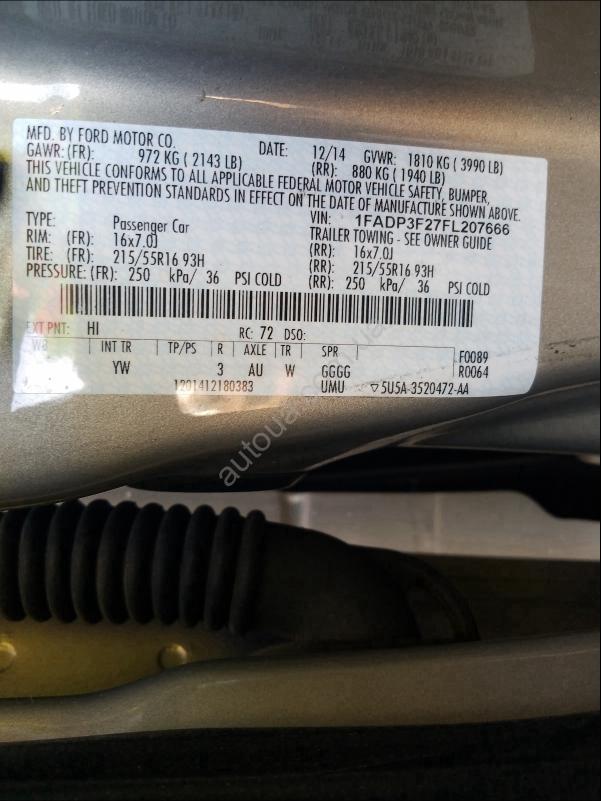 MFD. BY FORD MOTOR CO. DATE: 12/14 GVWR: 1810 KG ( 3990 LB)
GAWR: (FR): 972 KG ( 2143 LB) (RR): 880 KG ( 1940 LB)
THIS VEHICLE CONFORMS TO ALL APPLICABLE FEDERAL MOTOR VEHICLE SAFETY, BUMPER,
AND THEFT PREVENTION STANDARDS IN EFFECT ON THE DATE OF MANUFACTURE SHOWN ABOVE.
VIN: 1FADP3F27FL207666
TYPE: Passenger Car TRAILER TOWING - SEE OWNER GUIDE
RIM: (FR): 16x7.0J (RR): 16x7.0J
TIRE: (FR): 215/55R16 93H (RR): 215/55R16 93H
PRESSURE: (FR): 250 kPa/ 36 PSI COLD (RR): 250 kPa/ 36 PSI COLD
EXT PNT: HI RC: 72 DSO:
WB INT TR TP/PS R AXLE TR SPR F0089
YW 3 AU W GGGG R0064
1201412180383 UMU ▽5U5A-3520472-AA